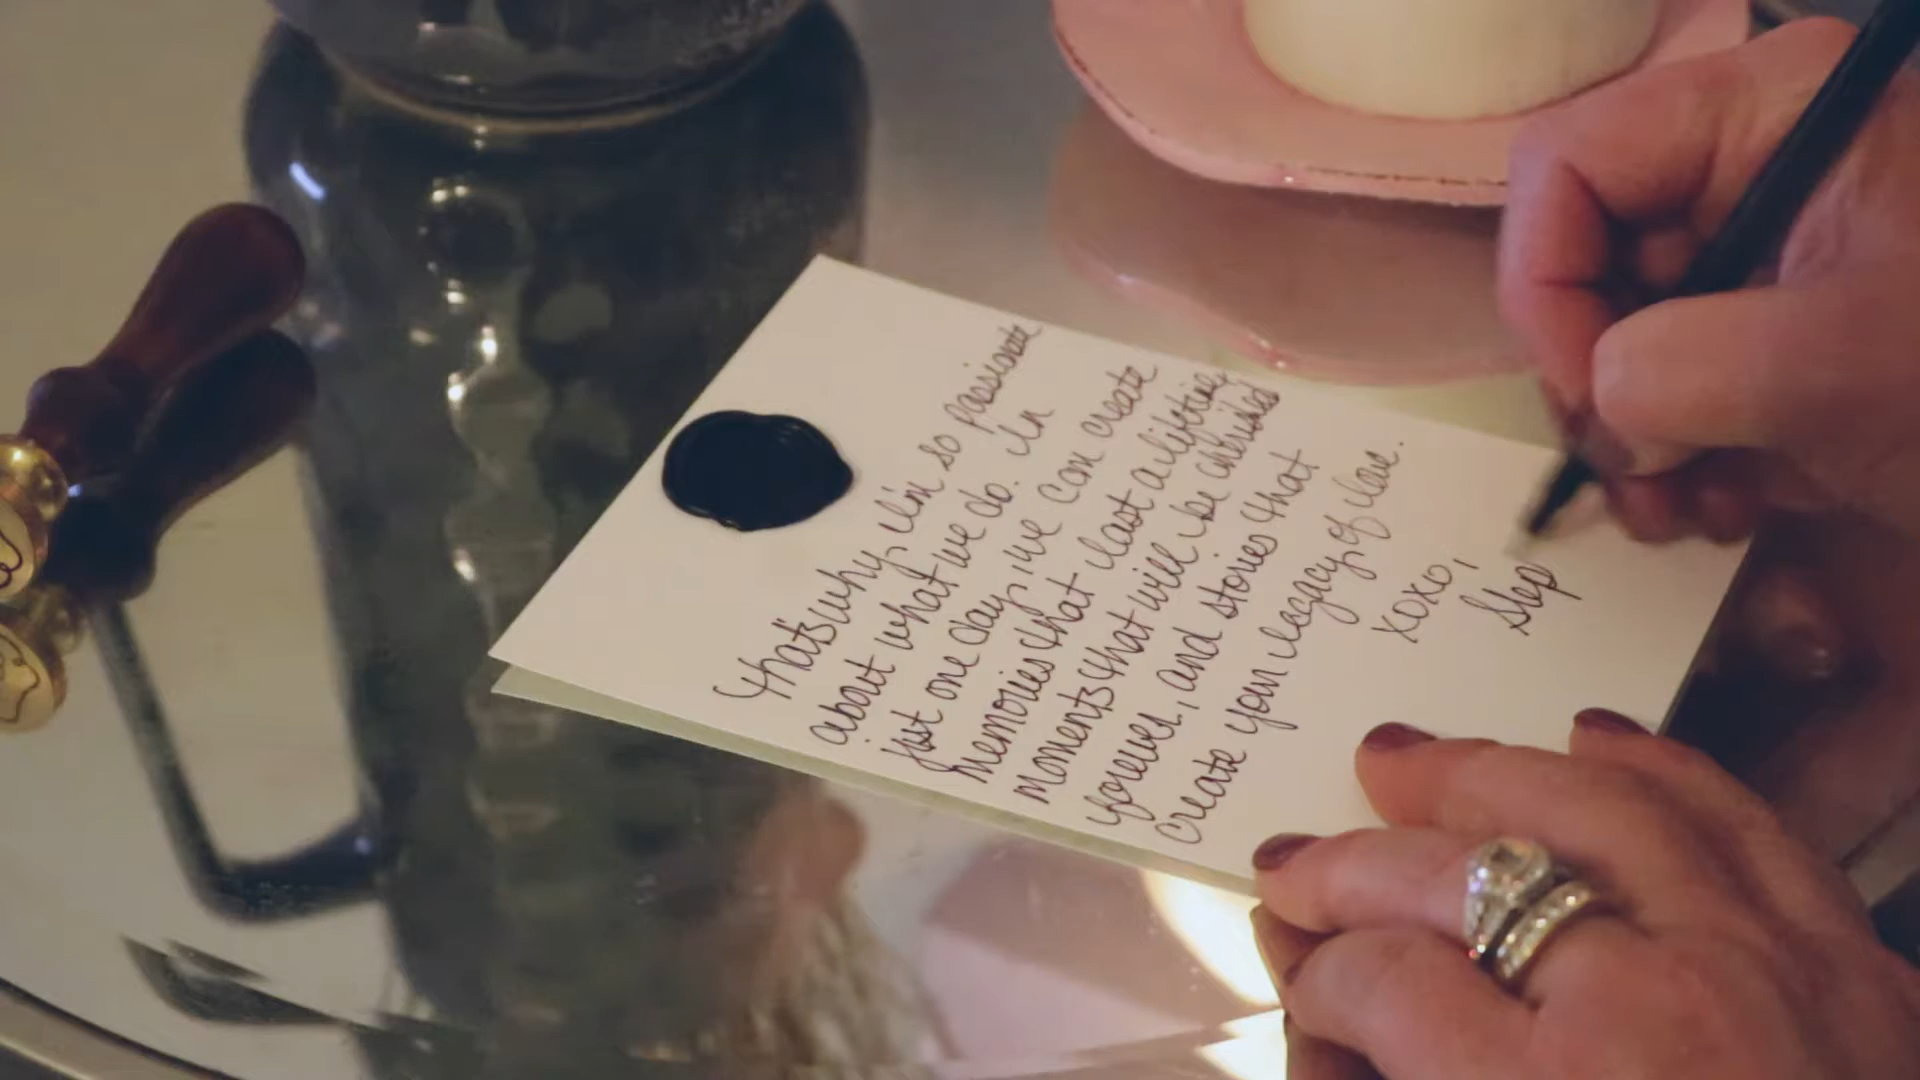 That's why I'm so passionate
about what we do. In
just one day, we can create
memories that last a lifetime,
moments that will be cherished
forever, and stories that
create your legacy of love.
xoxo,
Step